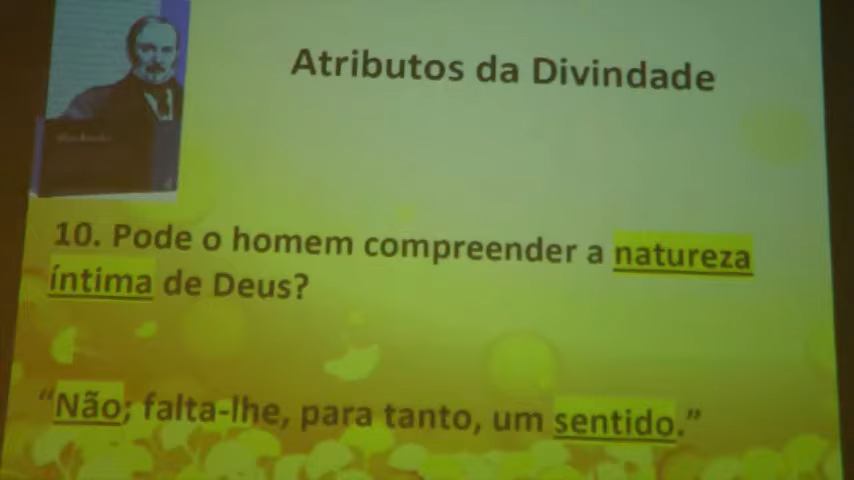 Atributos da Divindade
10. Pode o homem compreender a natureza
íntima de Deus?
“Não; falta-lhe, para tanto, um sentido.”